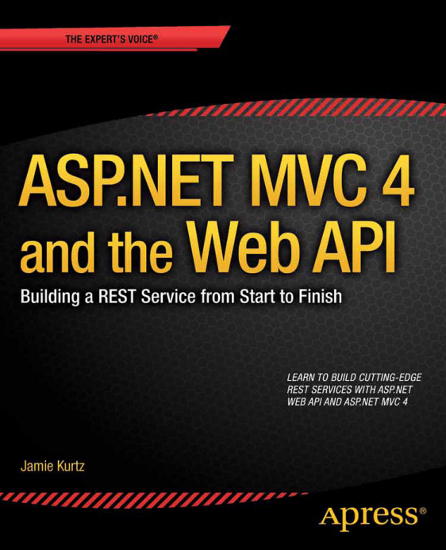 THE EXPERT'S VOICE®
ASP.NET MVC 4
and the Web API
Building a REST Service from Start to Finish
LEARN TO BUILD CUTTING-EDGE
REST SERVICES WITH ASP.NET
WEB API AND ASP.NET MVC 4
Jamie Kurtz
Apress®